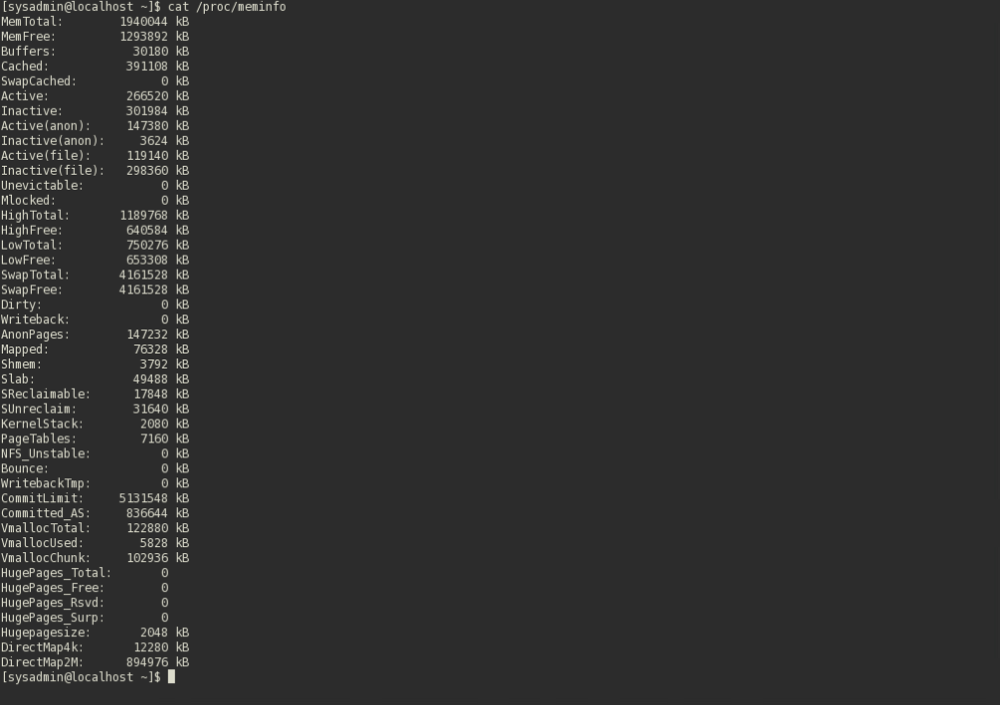 [sysadmin@localhost ~]$ cat /proc/meminfo
MemTotal:        1940044 kB
MemFree:         1293892 kB
Buffers:           30180 kB
Cached:           391108 kB
SwapCached:            0 kB
Active:           266520 kB
Inactive:         301984 kB
Active(anon):     147380 kB
Inactive(anon):     3624 kB
Active(file):     119140 kB
Inactive(file):   298360 kB
Unevictable:           0 kB
Mlocked:               0 kB
HighTotal:       1189768 kB
HighFree:         640584 kB
LowTotal:         750276 kB
LowFree:          653308 kB
SwapTotal:       4161528 kB
SwapFree:        4161528 kB
Dirty:                 0 kB
Writeback:             0 kB
AnonPages:        147232 kB
Mapped:            76328 kB
Shmem:              3792 kB
Slab:              49488 kB
SReclaimable:      17848 kB
SUnreclaim:        31640 kB
KernelStack:        2080 kB
PageTables:         7160 kB
NFS_Unstable:          0 kB
Bounce:                0 kB
WritebackTmp:          0 kB
CommitLimit:     5131548 kB
Committed_AS:     836644 kB
VmallocTotal:     122880 kB
VmallocUsed:        5828 kB
VmallocChunk:     102936 kB
HugePages_Total:       0
HugePages_Free:        0
HugePages_Rsvd:        0
HugePages_Surp:        0
Hugepagesize:       2048 kB
DirectMap4k:       12280 kB
DirectMap2M:      894976 kB
[sysadmin@localhost ~]$